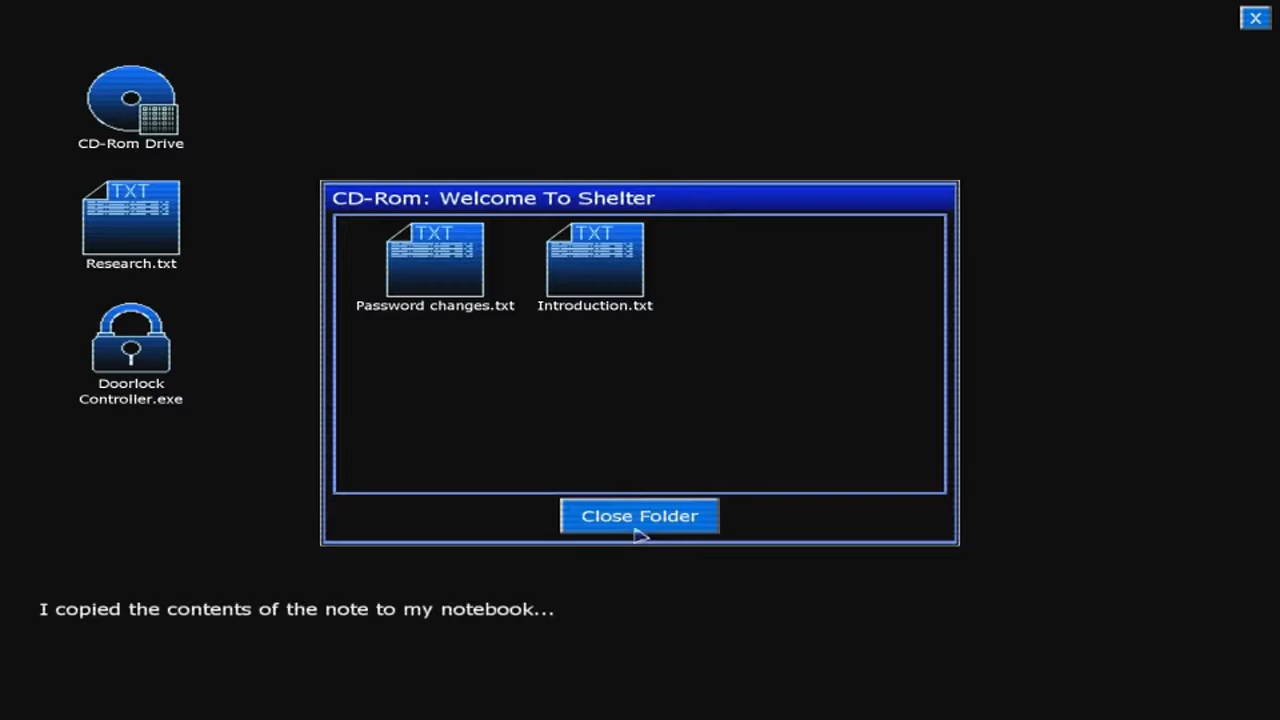 X
CD-Rom Drive
TXT
Research.txt
Doorlock
Controller.exe
CD-Rom: Welcome To Shelter
TXT
TXT
Password changes.txt
Introduction.txt
Close Folder
I copied the contents of the note to my notebook...